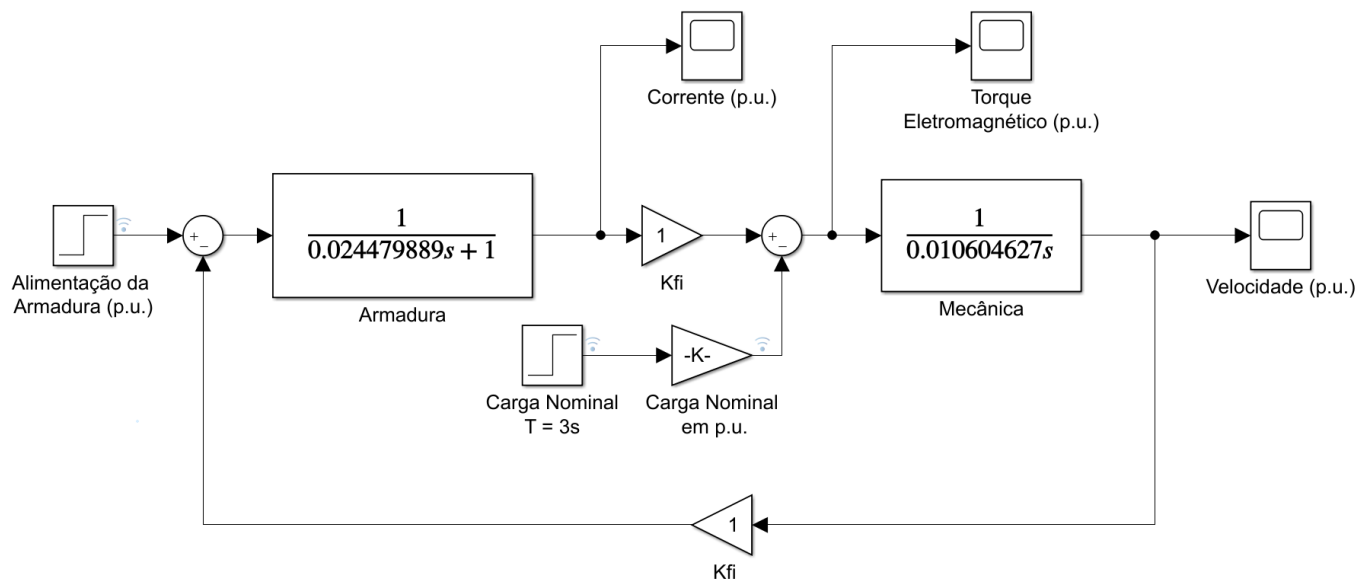 Corrente (p.u.)
Torque
Eletromagnético (p.u.)
Alimentação da
Armadura (p.u.)
+
−
1
0.024479889s + 1
Armadura
1
Kfi
+
−
1
0.010604627s
Mecânica
Velocidade (p.u.)
Carga Nominal
T = 3s
-K-
Carga Nominal
em p.u.
1
Kfi